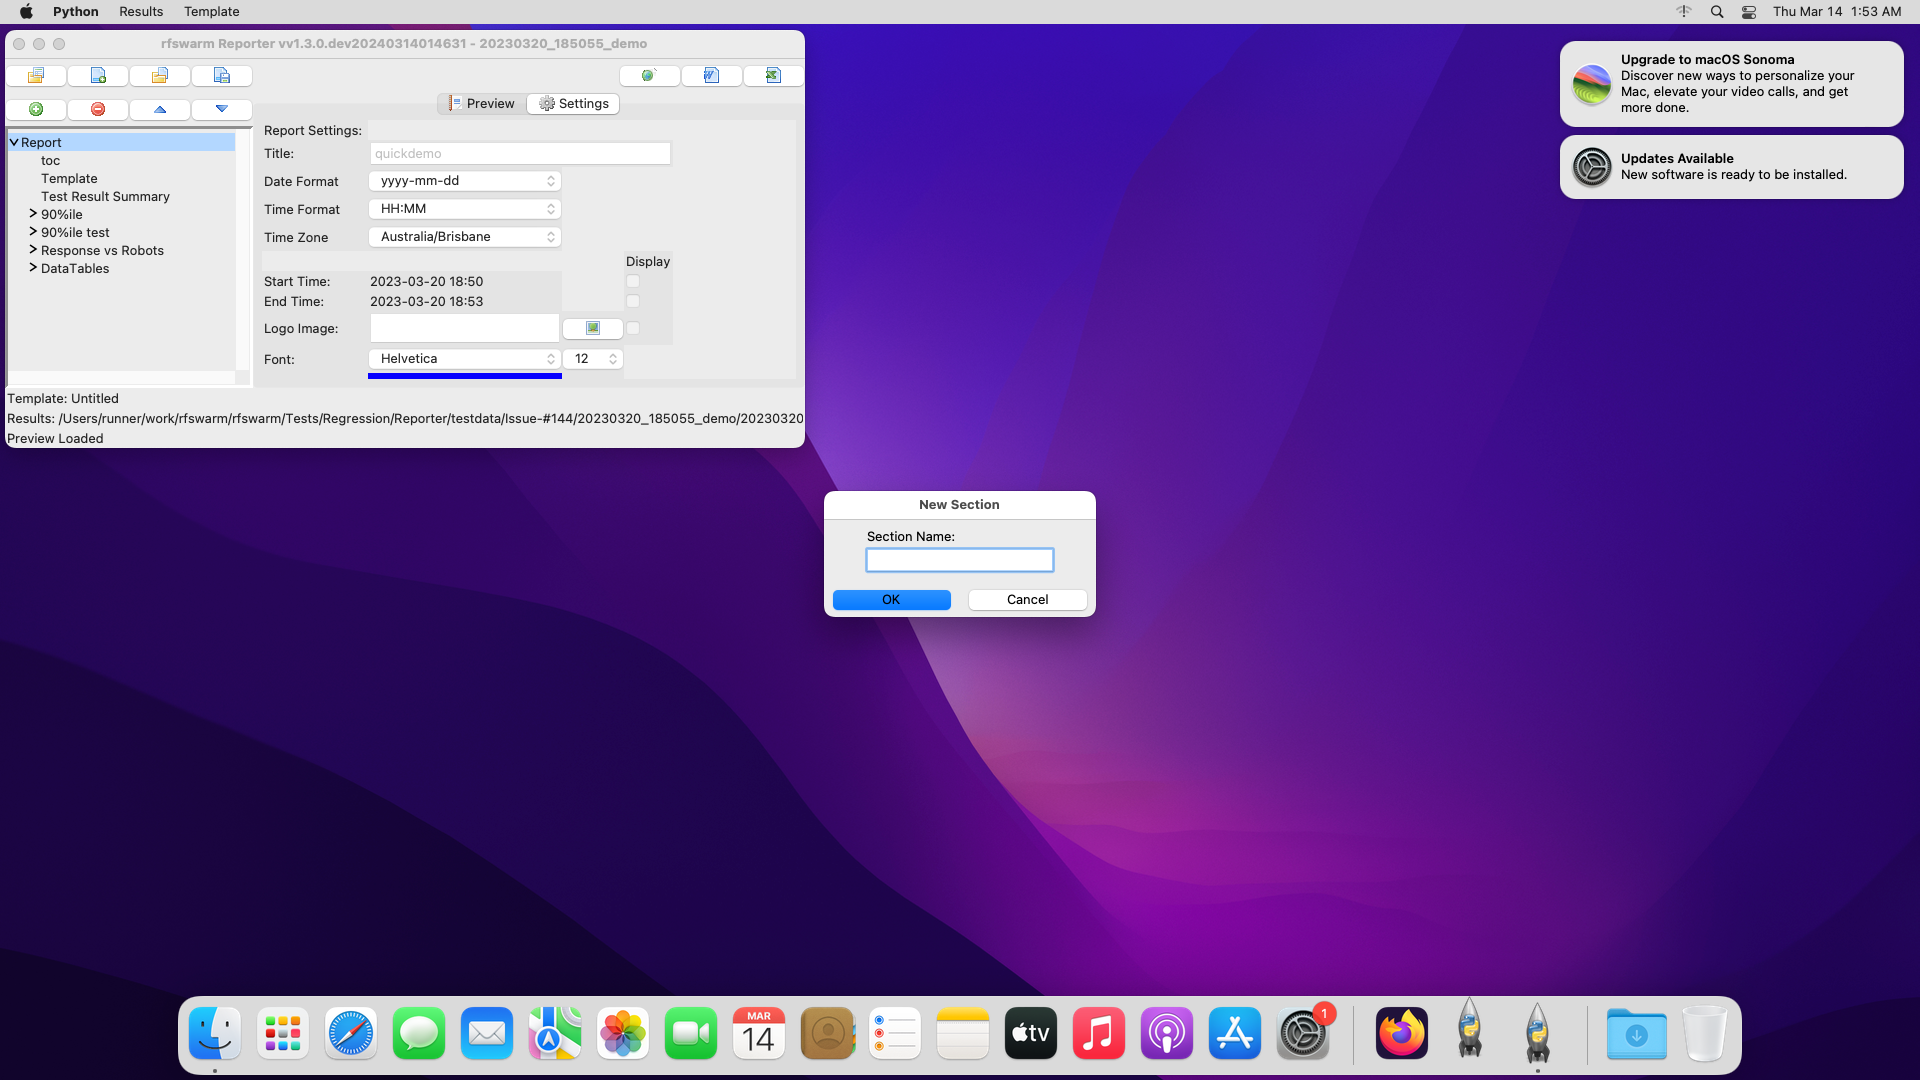 Python Results Template Thu Mar 14 1:53 AM
rfswarm Reporter vv1.3.0.dev20240314014631 - 20230320_185055_demo
Preview Settings
Report
toc
Template
Test Result Summary
90%ile
90%ile test
Response vs Robots
DataTables
Report Settings:
Title: quickdemo
Date Format yyyy-mm-dd
Time Format HH:MM
Time Zone Australia/Brisbane
Display
Start Time: 2023-03-20 18:50
End Time: 2023-03-20 18:53
Logo Image:
Font: Helvetica 12
Template: Untitled
Results: /Users/runner/work/rfswarm/rfswarm/Tests/Regression/Reporter/testdata/Issue-#144/20230320_185055_demo/20230320
Preview Loaded
Upgrade to macOS Sonoma
Discover new ways to personalize your
Mac, elevate your video calls, and get
more done.
Updates Available
New software is ready to be installed.
New Section
Section Name:
OK Cancel
MAR
14
tv
1